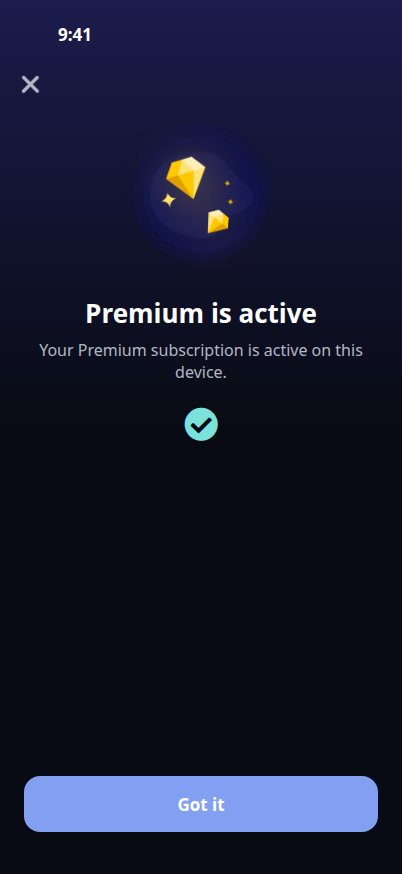 9:41
Premium is active
Your Premium subscription is active on this
device.
Got it